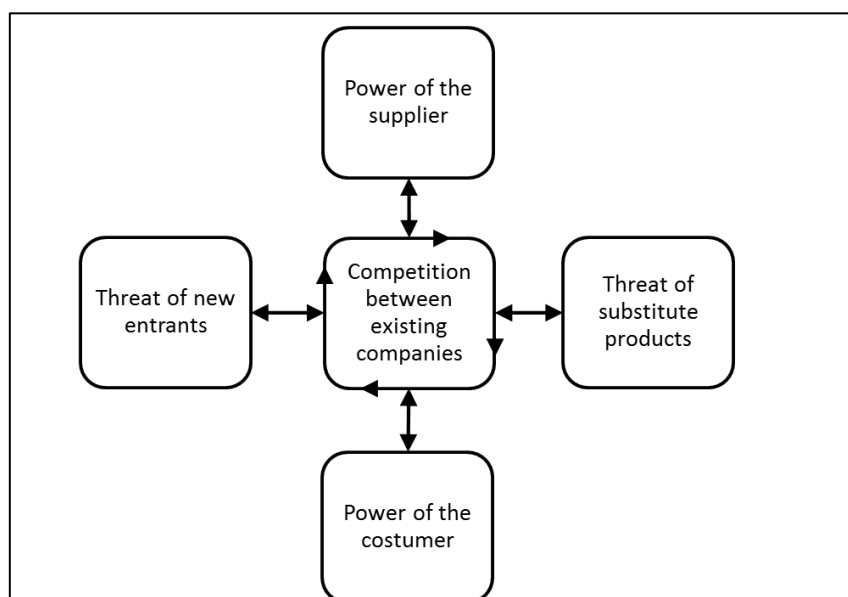 Power of the
supplier
Threat of new
entrants
Competition
between
existing
companies
Threat of
substitute
products
Power of the
costumer